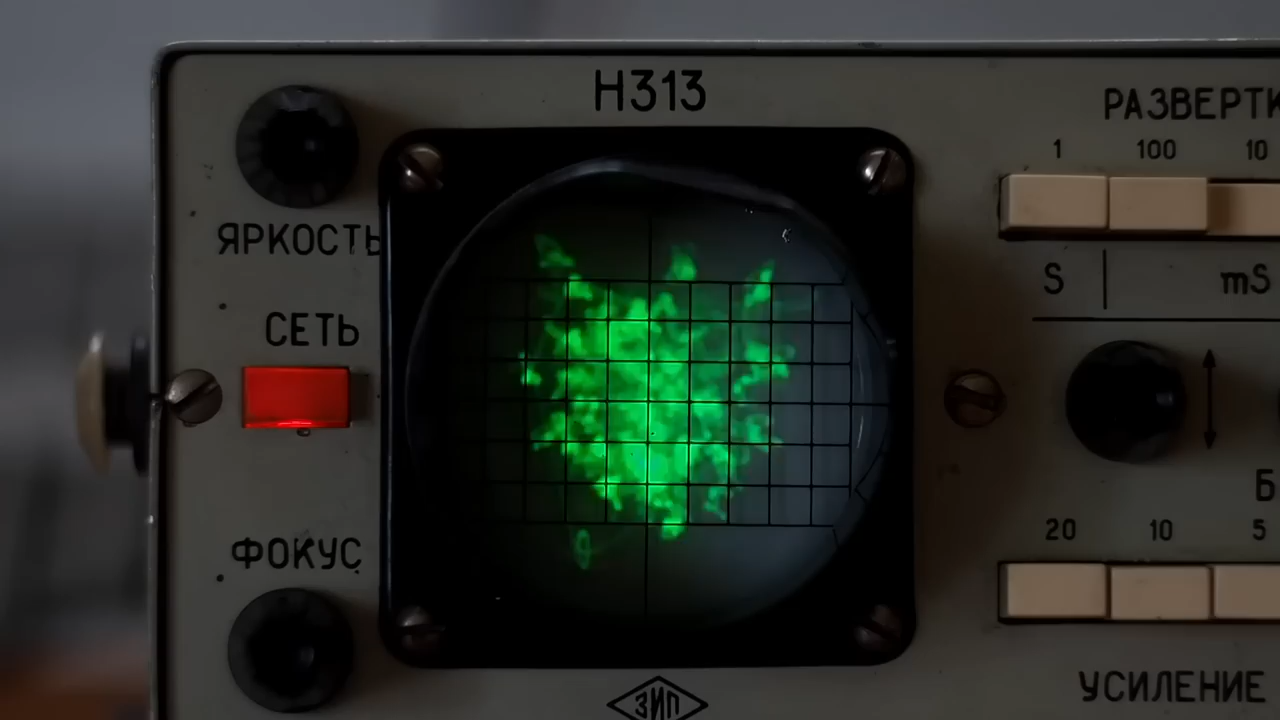 Н313
РАЗВЕРТК
1 100 10
ЯРКОСТЬ
S mS
СЕТЬ
Б
20 10 5
ФОКУС
УСИЛЕНИЕ
ЗИП